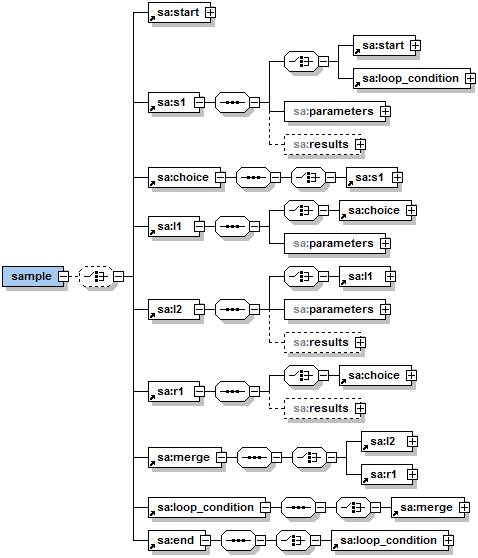 sa:start
sa:start
sa:loop_condition
sa:s1
sa:parameters
sa:results
sa:choice
sa:s1
sa:l1
sa:choice
sa:parameters
sample
sa:l2
sa:l1
sa:parameters
sa:results
sa:r1
sa:choice
sa:results
sa:merge
sa:l2
sa:r1
sa:loop_condition
sa:merge
sa:end
sa:loop_condition